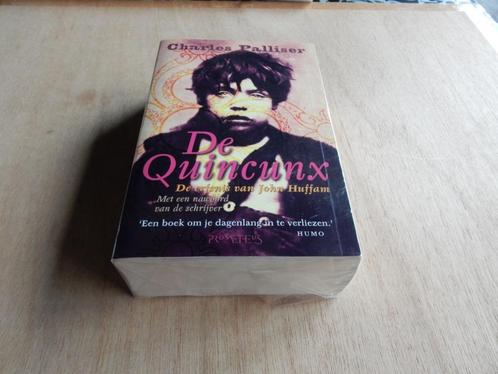 Charles Palliser
De
Quincunx
De erfenis van John Huffam
Met een nawoord
van de schrijver
'Een boek om je dagenlang in te verliezen.'
HUMO
PROMETHEUS